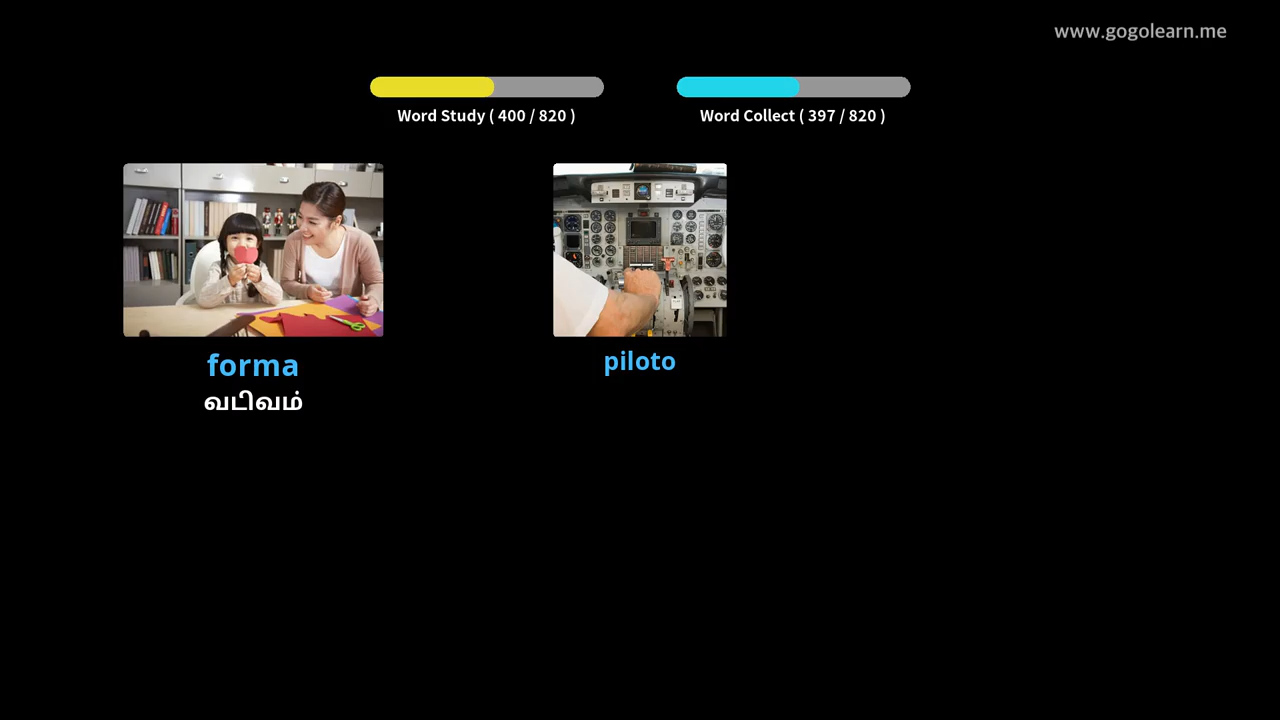 www.gogolearn.me
Word Study ( 400 / 820 )
Word Collect ( 397 / 820 )
forma
வடிவம்
piloto